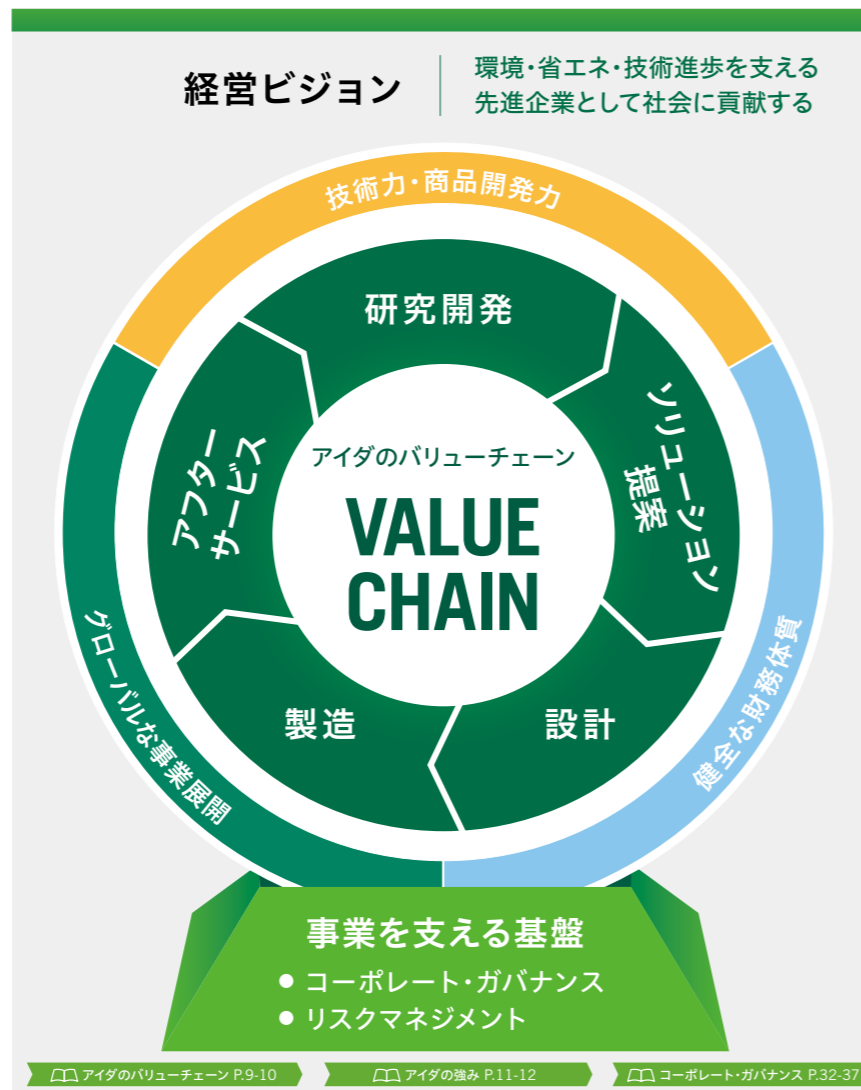 経営ビジョン
環境・省エネ・技術進歩を支える
先進企業として社会に貢献する
技術力・商品開発力
研究開発
ソリューション
提案
設計
製造
アフター
サービス
アイダのバリューチェーン
VALUE
CHAIN
グローバルな事業展開
健全な財務体質
事業を支える基盤
● コーポレート・ガバナンス
● リスクマネジメント
アイダのバリューチェーン P.9-10
アイダの強み P.11-12
コーポレート・ガバナンス P.32-37